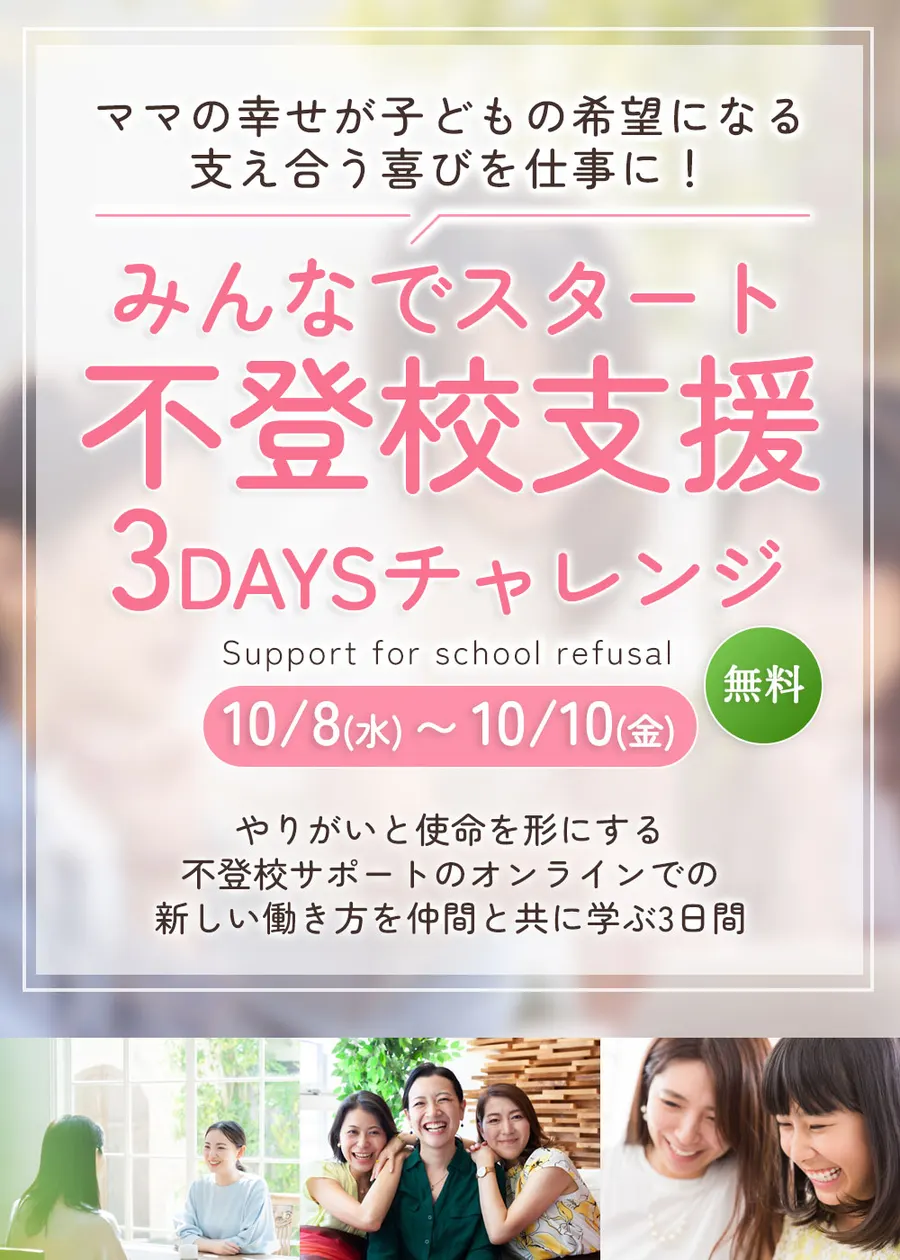 ママの幸せが子どもの希望になる
支え合う喜びを仕事に！
みんなでスタート
不登校支援
3DAYSチャレンジ
Support for school refusal
無料
10/8(水) ～ 10/10(金)
やりがいと使命を形にする
不登校サポートのオンラインでの
新しい働き方を仲間と共に学ぶ3日間